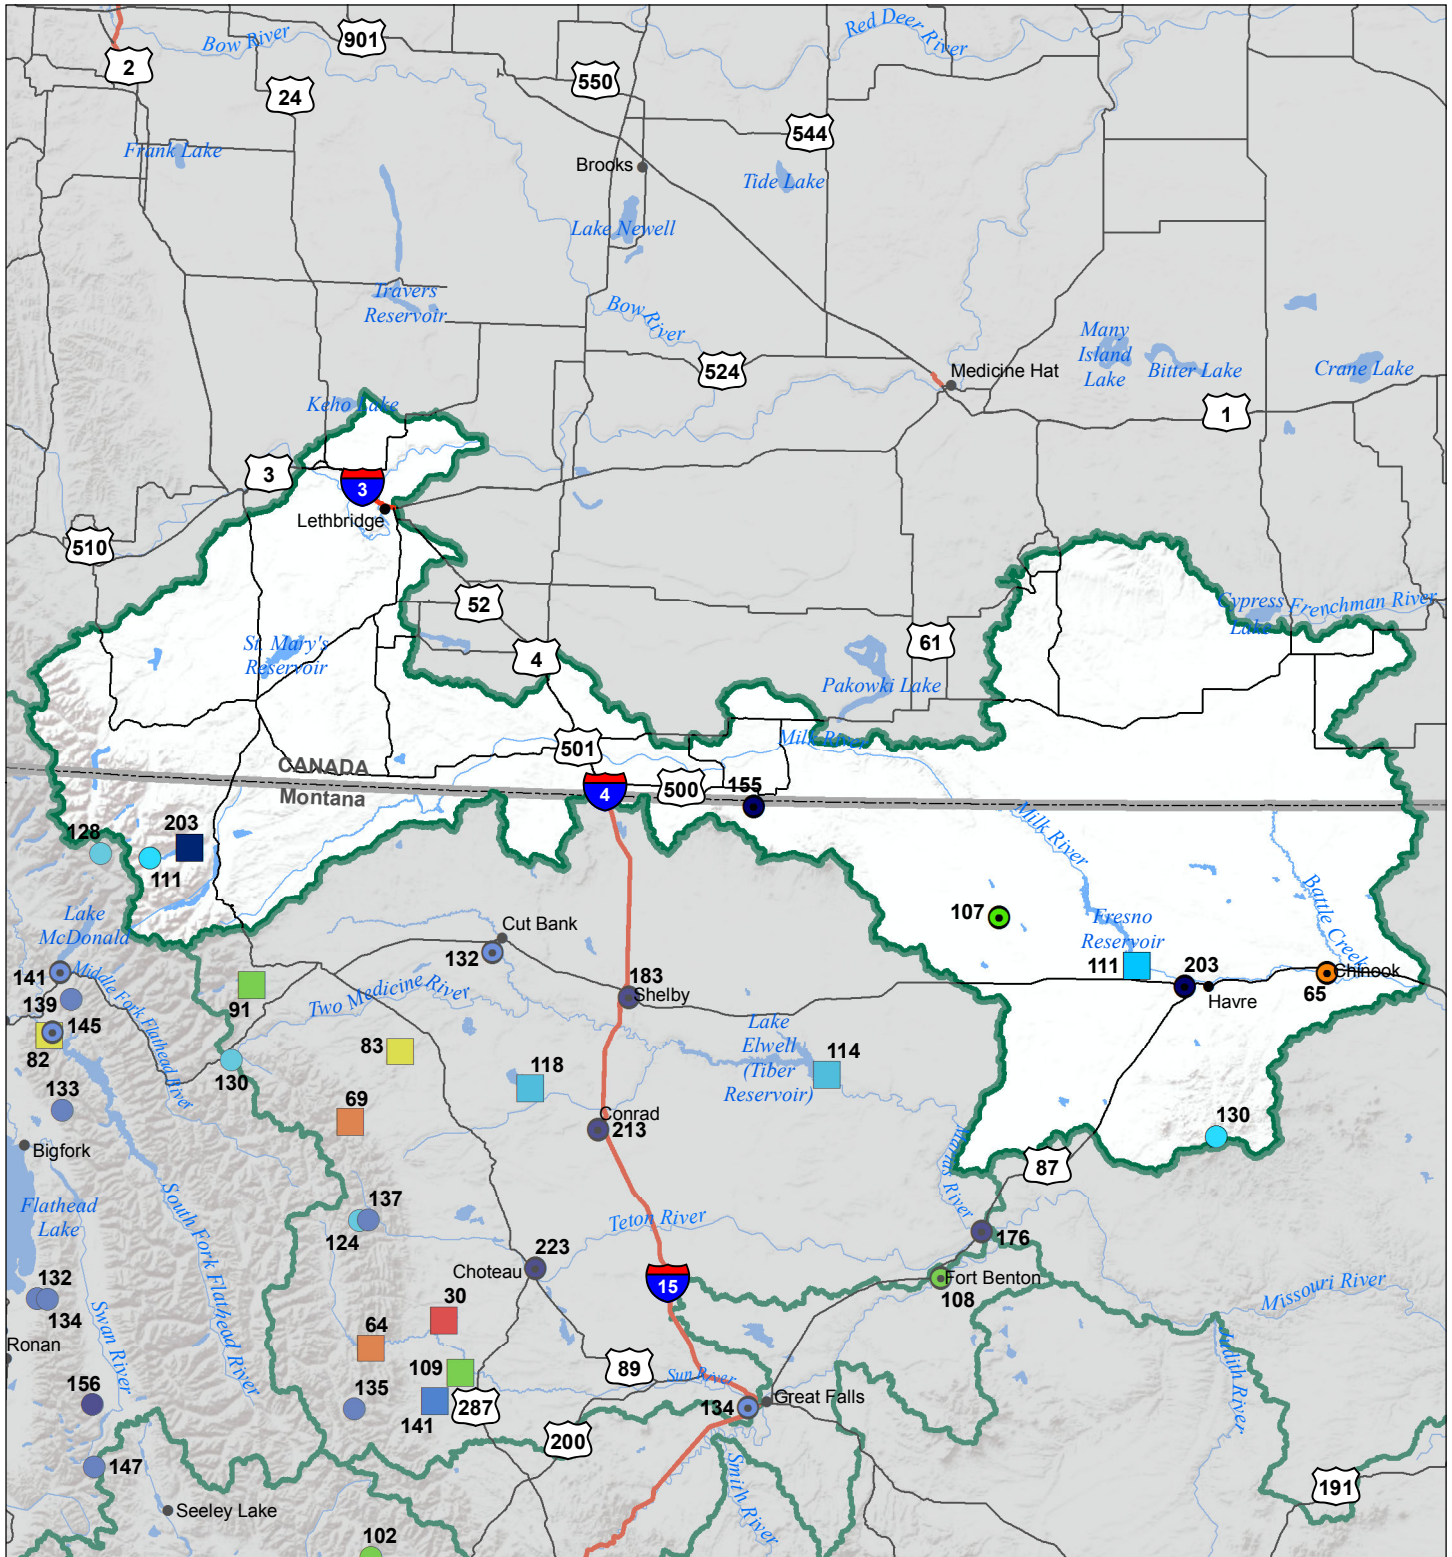 Bow River
901
Red Deer River
2
24
550
544
Frank Lake
Brooks
Tide Lake
Lake Newell
Travers
Reservoir
Bow River
Many
Island
Lake
Bitter Lake
Crane Lake
524
Medicine Hat
1
Keho Lake
3
3
Lethbridge
510
52
Cypress
Lake
Frenchman River
St. Mary's
Reservoir
4
61
Pakowki Lake
Milk River
501
CANADA
Montana
4
500
155
128
203
111
Milk River
Battle Creek
Lake
McDonald
107
Fresno
Reservoir
Cut Bank
132
111
203
Chinook
65
Havre
141
Middle Fork Flathead River
139
145
82
91
Two Medicine River
183
Shelby
130
83
118
Lake
Elwell
(Tiber
Reservoir)
114
133
69
Conrad
213
Bigfork
130
Marias River
87
Flathead
Lake
South Fork Flathead River
137
124
Teton River
176
Choteau
223
15
Fort Benton
108
Missouri River
132
134
Swan River
30
64
Ronan
109
89
Sun River
Judith River
156
135
141
287
134
Great Falls
200
147
Smith River
191
Seeley Lake
102